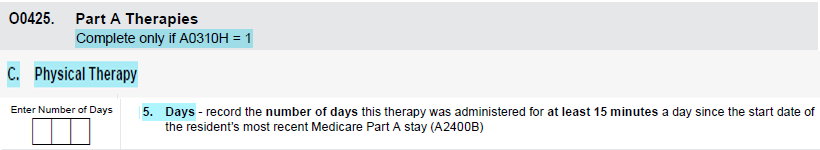 O0425. Part A Therapies
Complete only if A0310H = 1
C. Physical Therapy
Enter Number of Days
5. Days - record the number of days this therapy was administered for at least 15 minutes a day since the start date of
the resident's most recent Medicare Part A stay (A2400B)